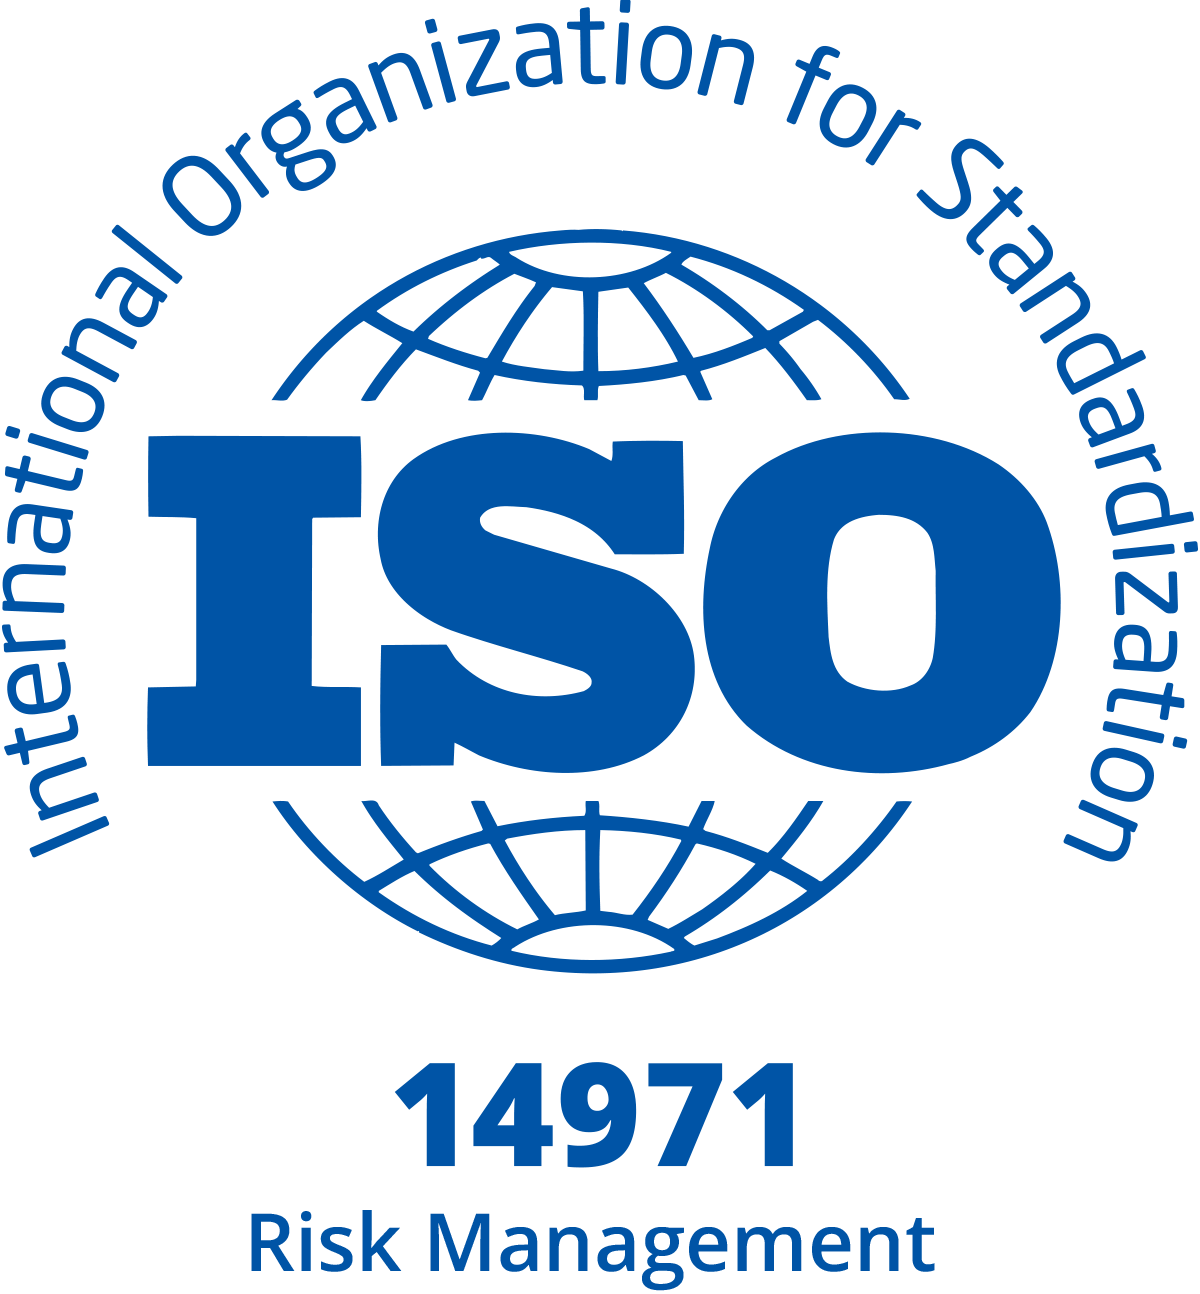 International Organization for Standardization
ISO
14971
Risk Management